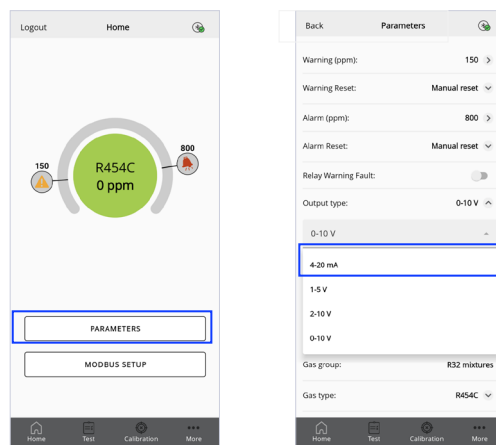 Logout Home
150
800
R454C
0 ppm
PARAMETERS
MODBUS SETUP
Home Test Calibration More
Back Parameters
Warning (ppm): 150
Warning Reset: Manual reset
Alarm (ppm): 800
Alarm Reset: Manual reset
Relay Warning Fault:
Output type: 0-10 V
0-10 V
4-20 mA
1-5 V
2-10 V
0-10 V
Gas group: R32 mixtures
Gas type: R454C
Home Test Calibration More